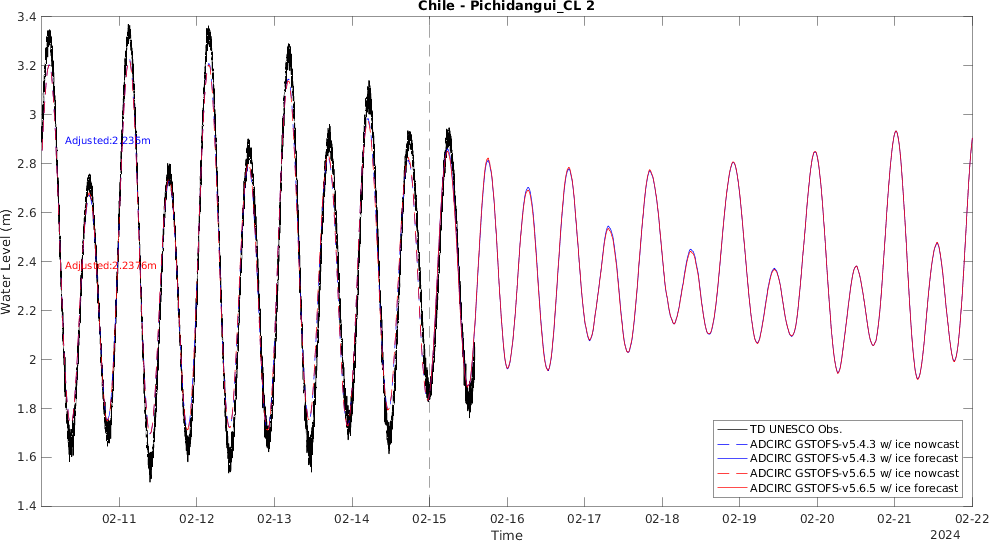 Chile - Pichidangui_CL 2
3.4
3.2
3
2.8
2.6
2.4
2.2
2
1.8
1.6
1.4
Water Level (m)
Adjusted:2.236m
Adjusted:2.2376m
TD UNESCO Obs.
ADCIRC GSTOFS-v5.4.3 w/ ice nowcast
ADCIRC GSTOFS-v5.4.3 w/ ice forecast
ADCIRC GSTOFS-v5.6.5 w/ ice nowcast
ADCIRC GSTOFS-v5.6.5 w/ ice forecast
02-11 02-12 02-13 02-14 02-15 02-16 02-17 02-18 02-19 02-20 02-21 02-22
Time
2024